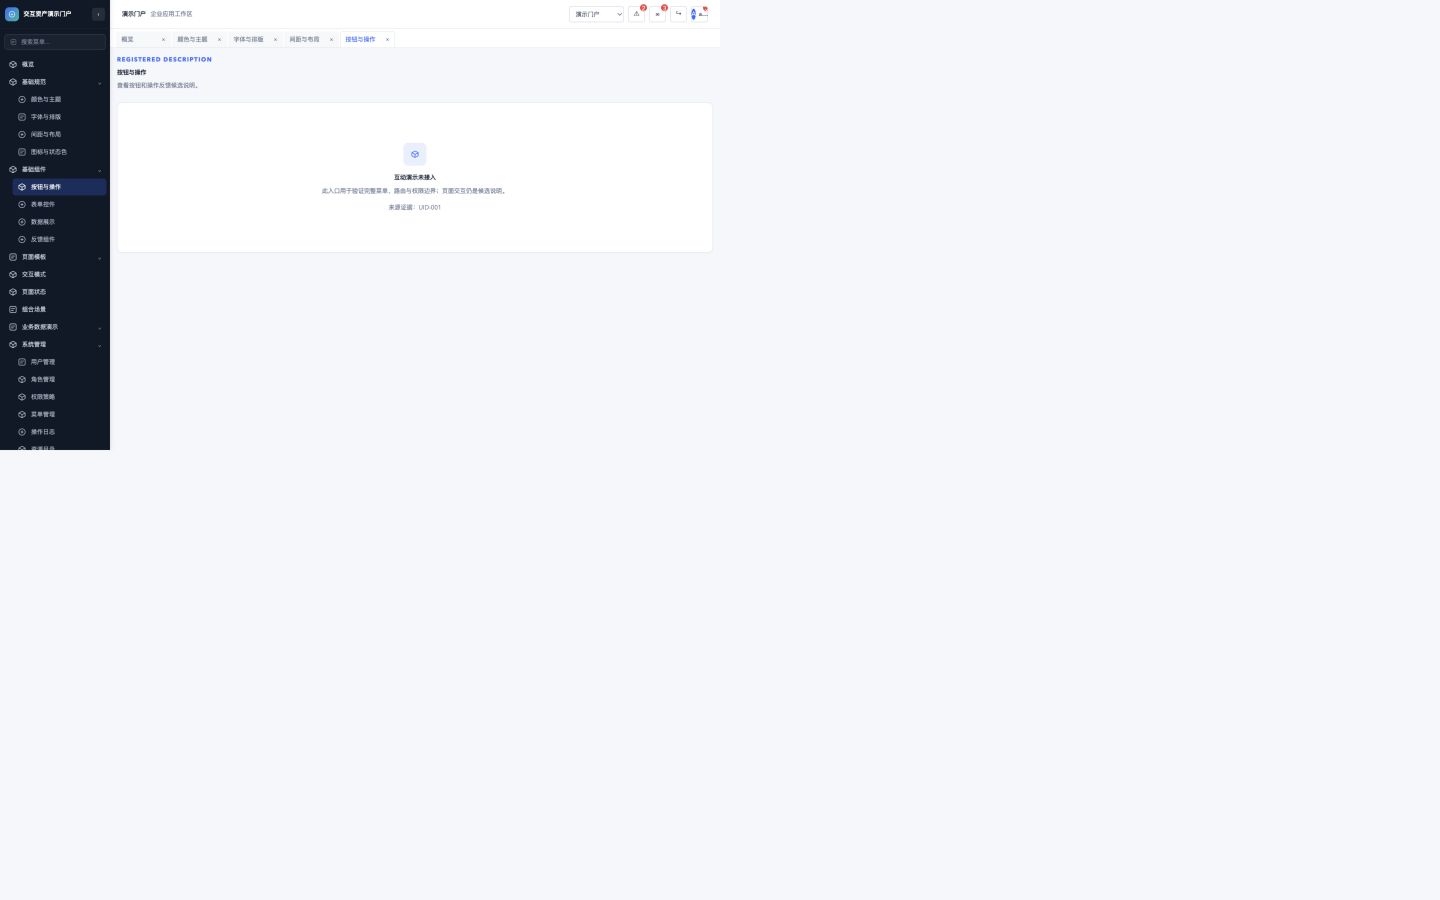 交互资产演示门户
搜索菜单...
概览
基础规范
颜色与主题
字体与排版
间距与布局
图标与状态色
基础组件
按钮与操作
表单控件
数据展示
反馈组件
页面模板
交互模式
页面状态
组合场景
业务数据演示
系统管理
用户管理
角色管理
权限策略
菜单管理
操作日志
演示门户 企业应用工作区
演示门户
2
3
概览 ×
颜色与主题 ×
字体与排版 ×
间距与布局 ×
按钮与操作 ×
REGISTERED DESCRIPTION
按钮与操作
查看按钮和操作反馈候选说明。
互动演示未接入
此入口用于验证完整菜单、路由与权限边界；页面交互仍是候选说明。
来源证据：UID-001